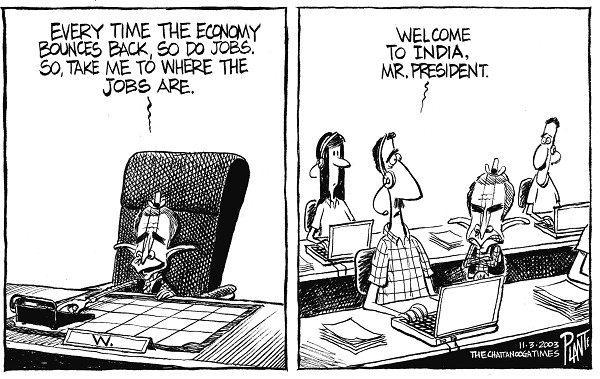 EVERY TIME THE ECONOMY
BOUNCES BACK, SO DO JOBS.
SO, TAKE ME TO WHERE THE
JOBS ARE.
W.
WELCOME
TO INDIA,
MR. PRESIDENT.
11·3·2003
THE CHATTANOOGA TIMES
PLANTE